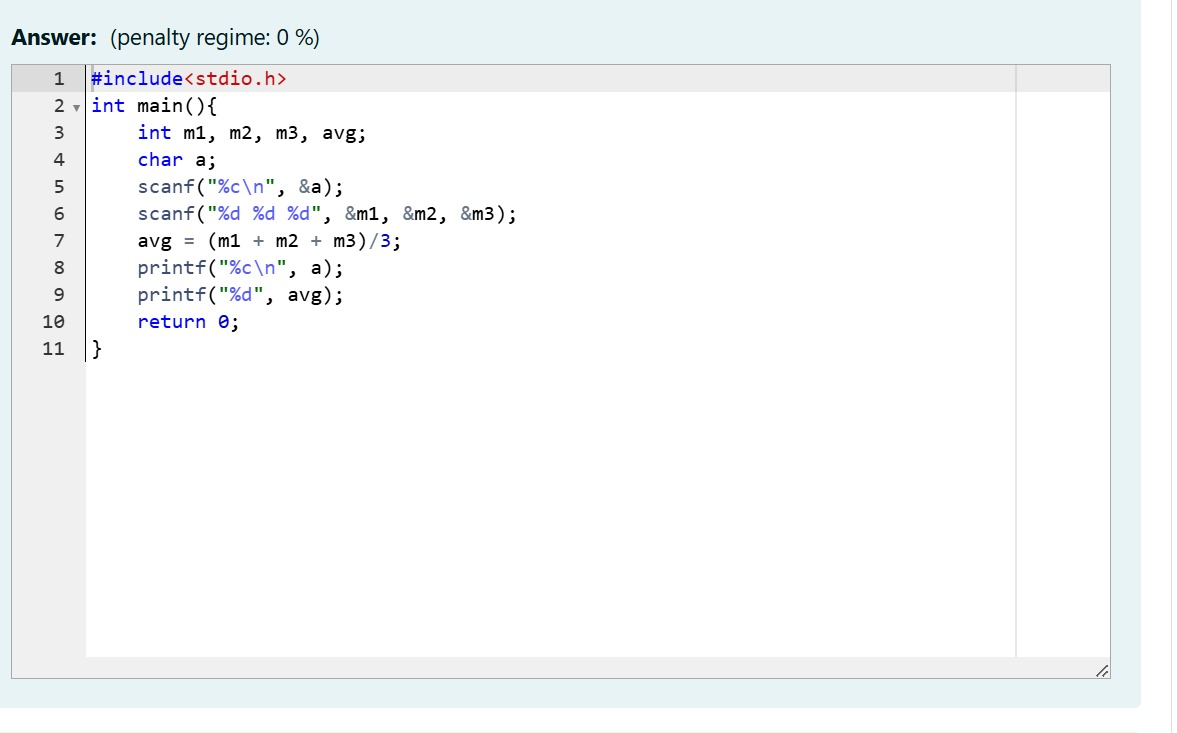 Answer: (penalty regime: 0 %)
1 #include<stdio.h>
2 int main(){
3     int m1, m2, m3, avg;
4     char a;
5     scanf("%c\n", &a);
6     scanf("%d %d %d", &m1, &m2, &m3);
7     avg = (m1 + m2 + m3)/3;
8     printf("%c\n", a);
9     printf("%d", avg);
10     return 0;
11 }